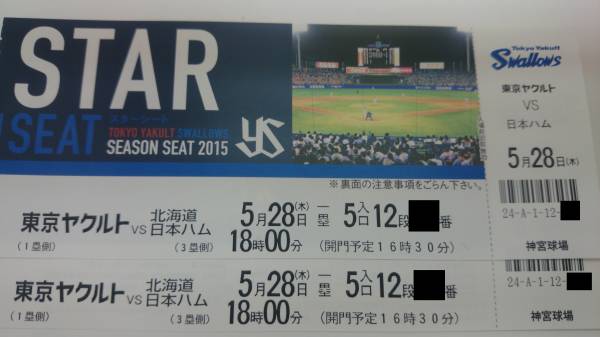 STAR
スターシート
SEAT
TOKYO YAKULT SWALLOWS
SEASON SEAT 2015
YS
※裏面の注意事項をごらん下さい。
東京ヤクルトVS北海道日本ハム
(1塁側) (3塁側)
5月28日(木)
18時00分
一塁 5入口 12段 番
(開門予定16時30分)
Tokyo Yakult
Swallows
東京ヤクルト
VS
日本ハム
5月28日(木)
24-A-1-12-
神宮球場
東京ヤクルトVS北海道日本ハム
(1塁側) (3塁側)
5月28日(木)
18時00分
一塁 5入口 12段 番
(開門予定16時30分)
24-A-1-12-
神宮球場